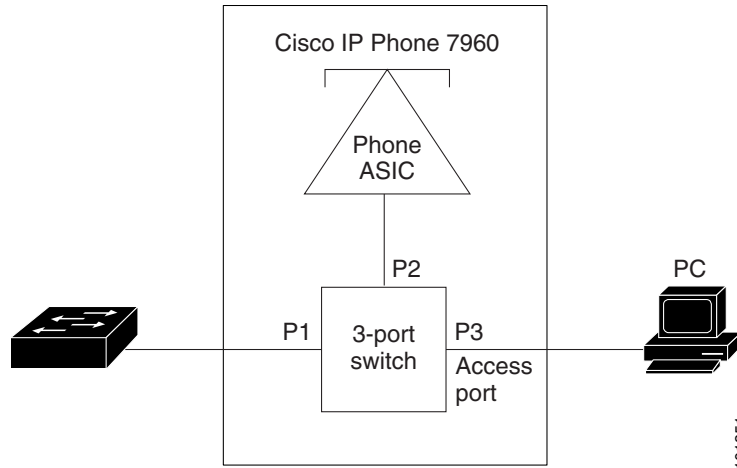 Cisco IP Phone 7960
Phone
ASIC
P2
PC
P1
3-port
switch
P3
Access
port